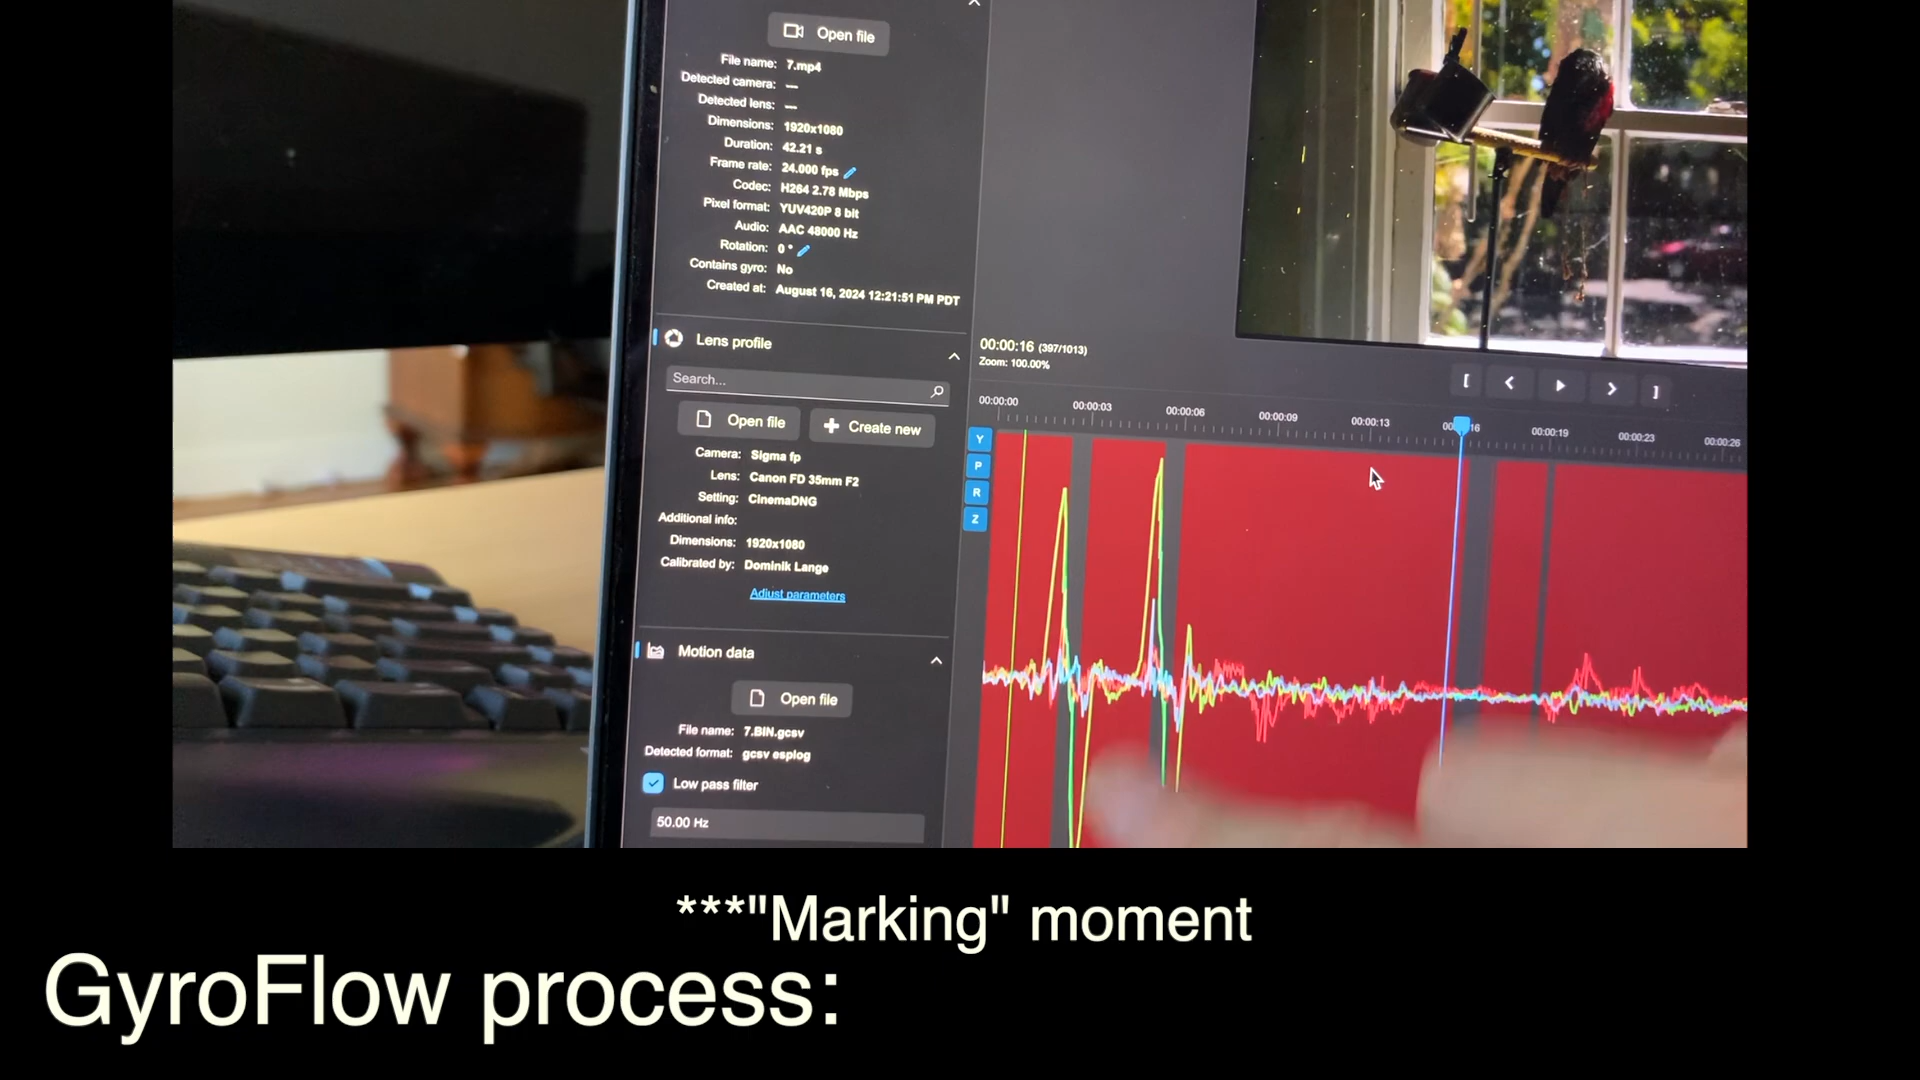 Open file
File name: 7.mp4
Detected camera: ---
Detected lens: ---
Dimensions: 1920x1080
Duration: 42.21 s
Frame rate: 24.000 fps
Codec: H264 2.78 Mbps
Pixel format: YUV420P 8 bit
Audio: AAC 48000 Hz
Rotation: 0 °
Contains gyro: No
Created at: August 16, 2024 12:21:51 PM PDT
Lens profile
Search...
Open file + Create new
Camera: Sigma fp
Lens: Canon FD 35mm F2
Setting: CinemaDNG
Additional info:
Dimensions: 1920x1080
Calibrated by: Dominik Lange
Adjust parameters
Motion data
Open file
File name: 7.BIN.gcsv
Detected format: gcsv esplog
Low pass filter
50.00 Hz
00:00:16 (397/1013)
Zoom: 100.00%
[ < > ]
00:00:00 00:00:03 00:00:06 00:00:09 00:00:13 00:00:16 00:00:19 00:00:23 00:00:26
Y
P
R
Z
***"Marking" moment
GyroFlow process: